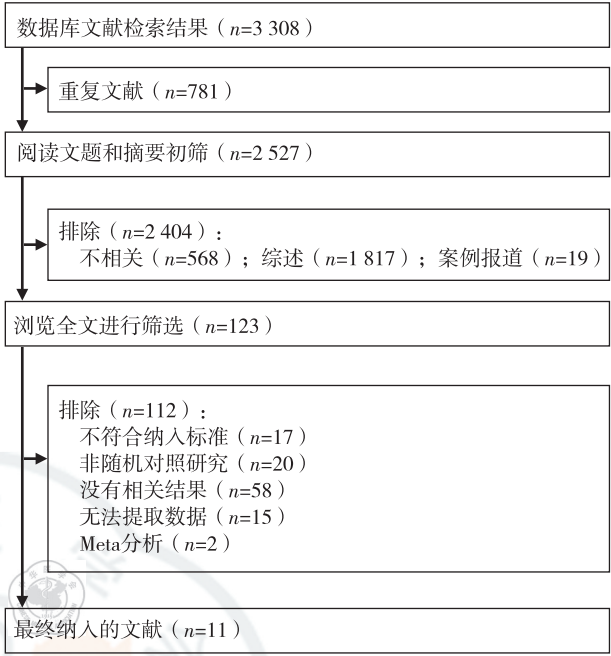 数据库文献检索结果（n=3 308）
重复文献（n=781）
阅读文题和摘要初筛（n=2 527）
排除（n=2 404）：
不相关（n=568）；综述（n=1 817）；案例报道（n=19）
浏览全文进行筛选（n=123）
排除（n=112）：
不符合纳入标准（n=17）
非随机对照研究（n=20）
没有相关结果（n=58）
无法提取数据（n=15）
Meta分析（n=2）
最终纳入的文献（n=11）